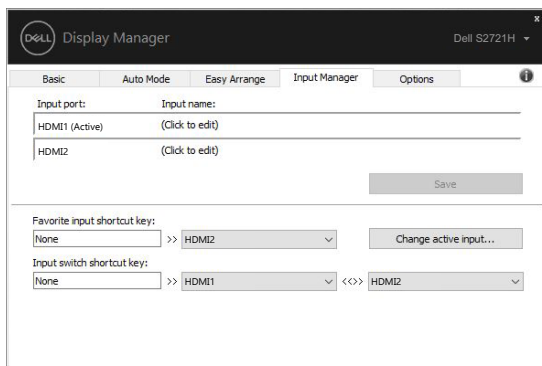 x
DELL Display Manager
Dell S2721H
Basic Auto Mode Easy Arrange Input Manager Options i
Input port: Input name:
HDMI1 (Active) (Click to edit)
HDMI2 (Click to edit)
Save
Favorite input shortcut key:
None >> HDMI2 Change active input...
Input switch shortcut key:
None >> HDMI1 <<>> HDMI2